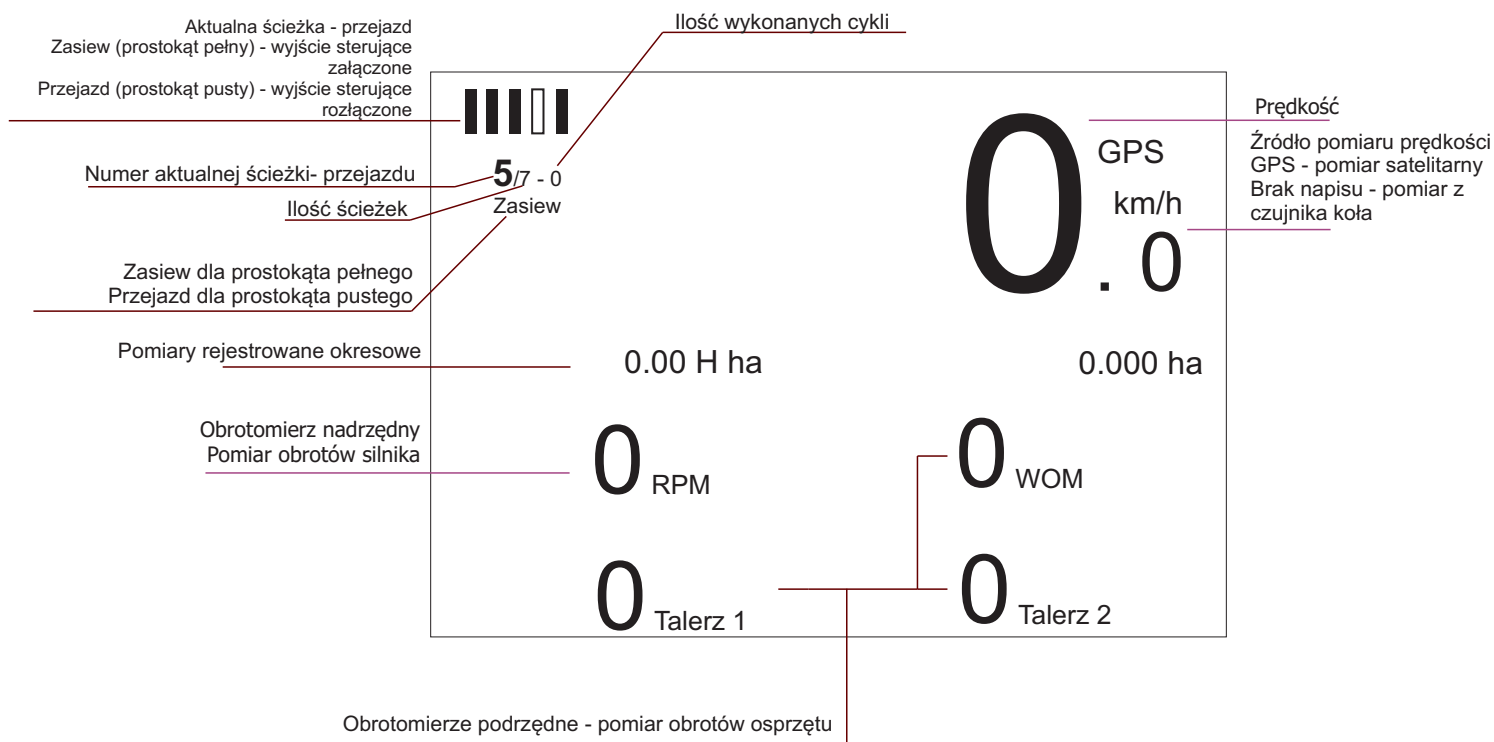 Aktualna ścieżka - przejazd
Zasiew (prostokąt pełny) - wyjście sterujące
załączone
Przejazd (prostokąt pusty) - wyjście sterujące
rozłączone
Ilość wykonanych cykli
Numer aktualnej ścieżki- przejazdu
Ilość ścieżek
Zasiew dla prostokąta pełnego
Przejazd dla prostokąta pustego
Pomiary rejestrowane okresowe
Obrotomierz nadrzędny
Pomiar obrotów silnika
5/7 - 0
Zasiew
0.0
GPS
km/h
Prędkość
Źródło pomiaru prędkości
GPS - pomiar satelitarny
Brak napisu - pomiar z
czujnika koła
0.00 H ha
0.000 ha
0 RPM
0 WOM
0 Talerz 1
0 Talerz 2
Obrotomierze podrzędne - pomiar obrotów osprzętu